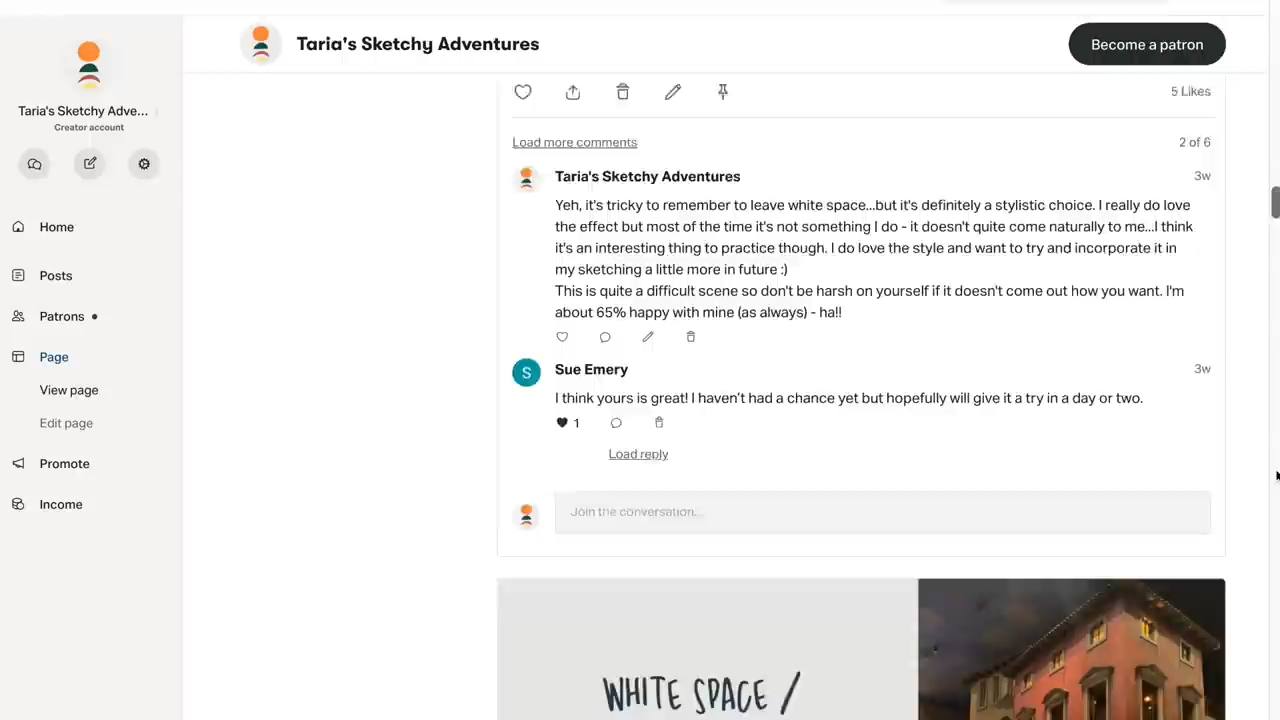 Taria's Sketchy Adventures
Become a patron
Taria's Sketchy Adve...
Creator account
Home
Posts
Patrons
Page
View page
Edit page
Promote
Income
5 Likes
Load more comments
2 of 6
Taria's Sketchy Adventures
3w
Yeh, it's tricky to remember to leave white space...but it's definitely a stylistic choice. I really do love
the effect but most of the time it's not something I do - it doesn't quite come naturally to me...I think
it's an interesting thing to practice though. I do love the style and want to try and incorporate it in
my sketching a little more in future :)
This is quite a difficult scene so don't be harsh on yourself if it doesn't come out how you want. I'm
about 65% happy with mine (as always) - ha!!
S
Sue Emery
3w
I think yours is great! I haven't had a chance yet but hopefully will give it a try in a day or two.
1
Load reply
Join the conversation...
WHITE SPACE /